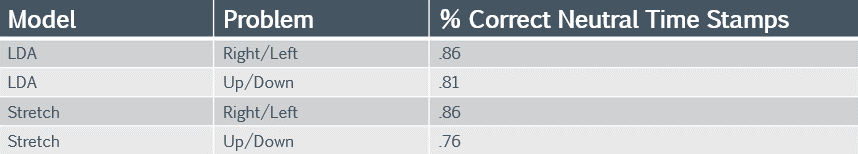 Model Problem % Correct Neutral Time Stamps
LDA Right/Left .86
LDA Up/Down .81
Stretch Right/Left .86
Stretch Up/Down .76